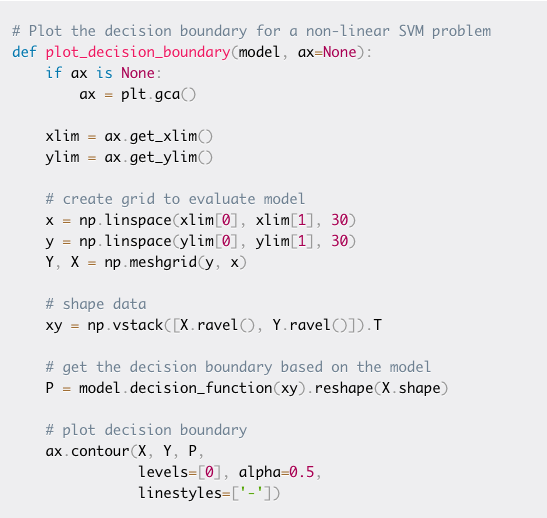 # Plot the decision boundary for a non-linear SVM problem
def plot_decision_boundary(model, ax=None):
    if ax is None:
        ax = plt.gca()

    xlim = ax.get_xlim()
    ylim = ax.get_ylim()

    # create grid to evaluate model
    x = np.linspace(xlim[0], xlim[1], 30)
    y = np.linspace(ylim[0], ylim[1], 30)
    Y, X = np.meshgrid(y, x)

    # shape data
    xy = np.vstack([X.ravel(), Y.ravel()]).T

    # get the decision boundary based on the model
    P = model.decision_function(xy).reshape(X.shape)

    # plot decision boundary
    ax.contour(X, Y, P,
               levels=[0], alpha=0.5,
               linestyles=['-'])